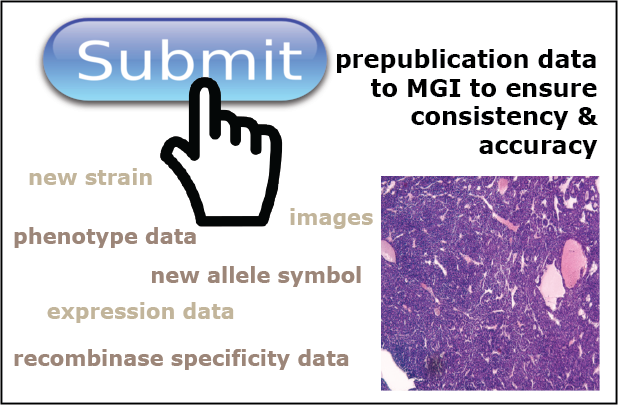 Submit
prepublication data
to MGI to ensure
consistency &
accuracy
new strain
images
phenotype data
new allele symbol
expression data
recombinase specificity data